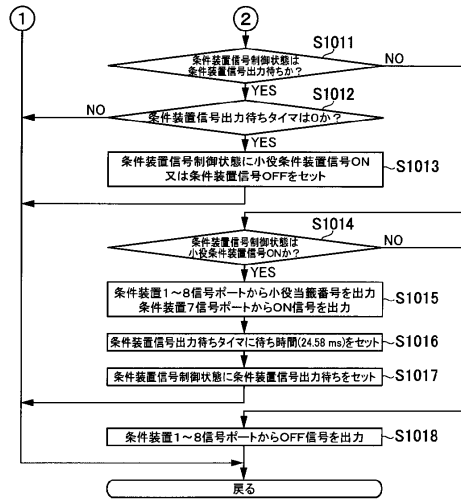 ① ②
条件装置信号制御状態は
条件装置信号出力待ちか?
S1011
NO
YES
条件装置信号出力待ちタイマは0か?
S1012
NO
YES
条件装置信号制御状態に小役条件装置信号ON
又は条件装置信号OFFをセット
S1013
条件装置信号制御状態は
小役条件装置信号ONか?
S1014
NO
YES
条件装置1~8信号ポートから小役当籤番号を出力
条件装置7信号ポートからON信号を出力
S1015
条件装置信号出力待ちタイマに待ち時間(24.58 ms)をセット
S1016
条件装置信号制御状態に条件装置信号出力待ちをセット
S1017
条件装置1~8信号ポートからOFF信号を出力
S1018
戻る